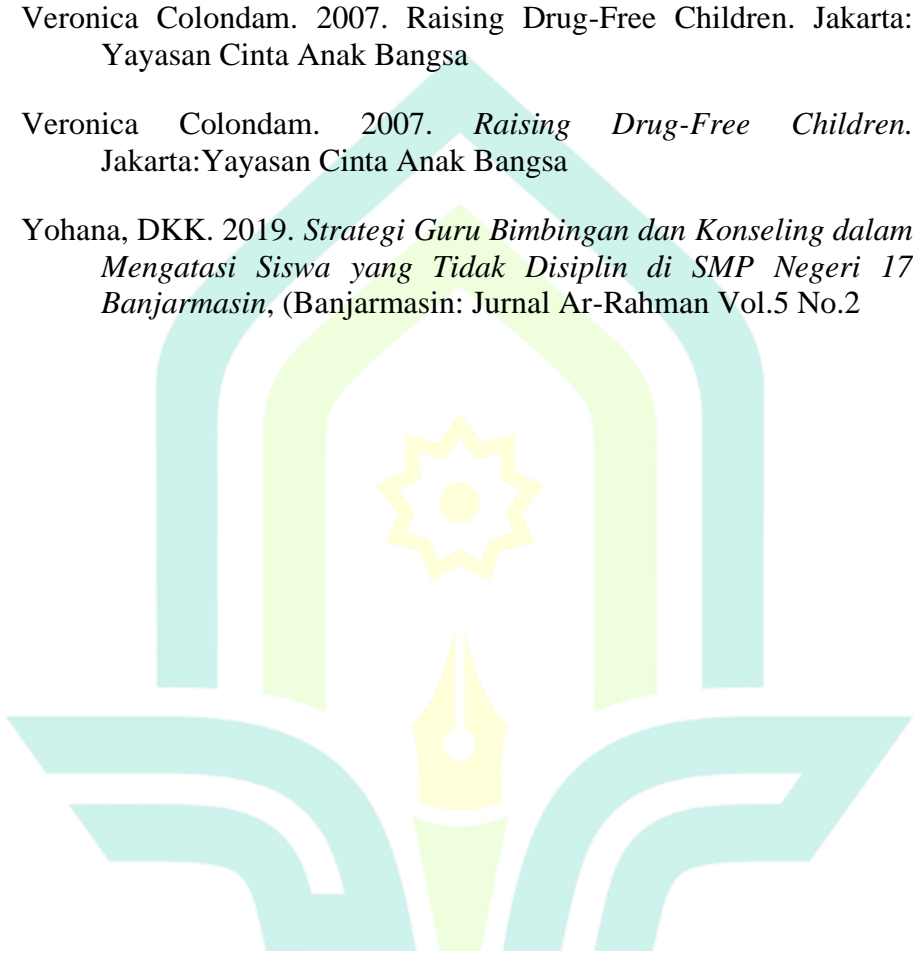 Veronica Colondam. 2007. Raising Drug-Free Children. Jakarta:
Yayasan Cinta Anak Bangsa
Veronica Colondam. 2007. Raising Drug-Free Children.
Jakarta:Yayasan Cinta Anak Bangsa
Yohana, DKK. 2019. Strategi Guru Bimbingan dan Konseling dalam
Mengatasi Siswa yang Tidak Disiplin di SMP Negeri 17
Banjarmasin, (Banjarmasin: Jurnal Ar-Rahman Vol.5 No.2